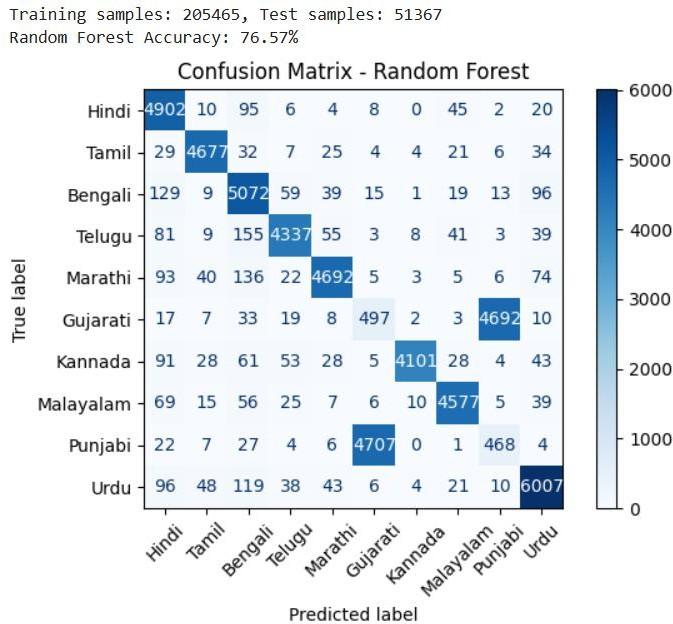 Training samples: 205465, Test samples: 51367
Random Forest Accuracy: 76.57%
Confusion Matrix - Random Forest
Hindi 4902 10 95 6 4 8 0 45 2 20
Tamil 29 4677 32 7 25 4 4 21 6 34
Bengali 129 9 5072 59 39 15 1 19 13 96
Telugu 81 9 155 4337 55 3 8 41 3 39
Marathi 93 40 136 22 4692 5 3 5 6 74
Gujarati 17 7 33 19 8 497 2 3 4692 10
Kannada 91 28 61 53 28 5 4101 28 4 43
Malayalam 69 15 56 25 7 6 10 4577 5 39
Punjabi 22 7 27 4 6 4707 0 1 468 4
Urdu 96 48 119 38 43 6 4 21 10 6007
True label
Hindi Tamil Bengali Telugu Marathi Gujarati Kannada Malayalam Punjabi Urdu
Predicted label
6000
5000
4000
3000
2000
1000
0